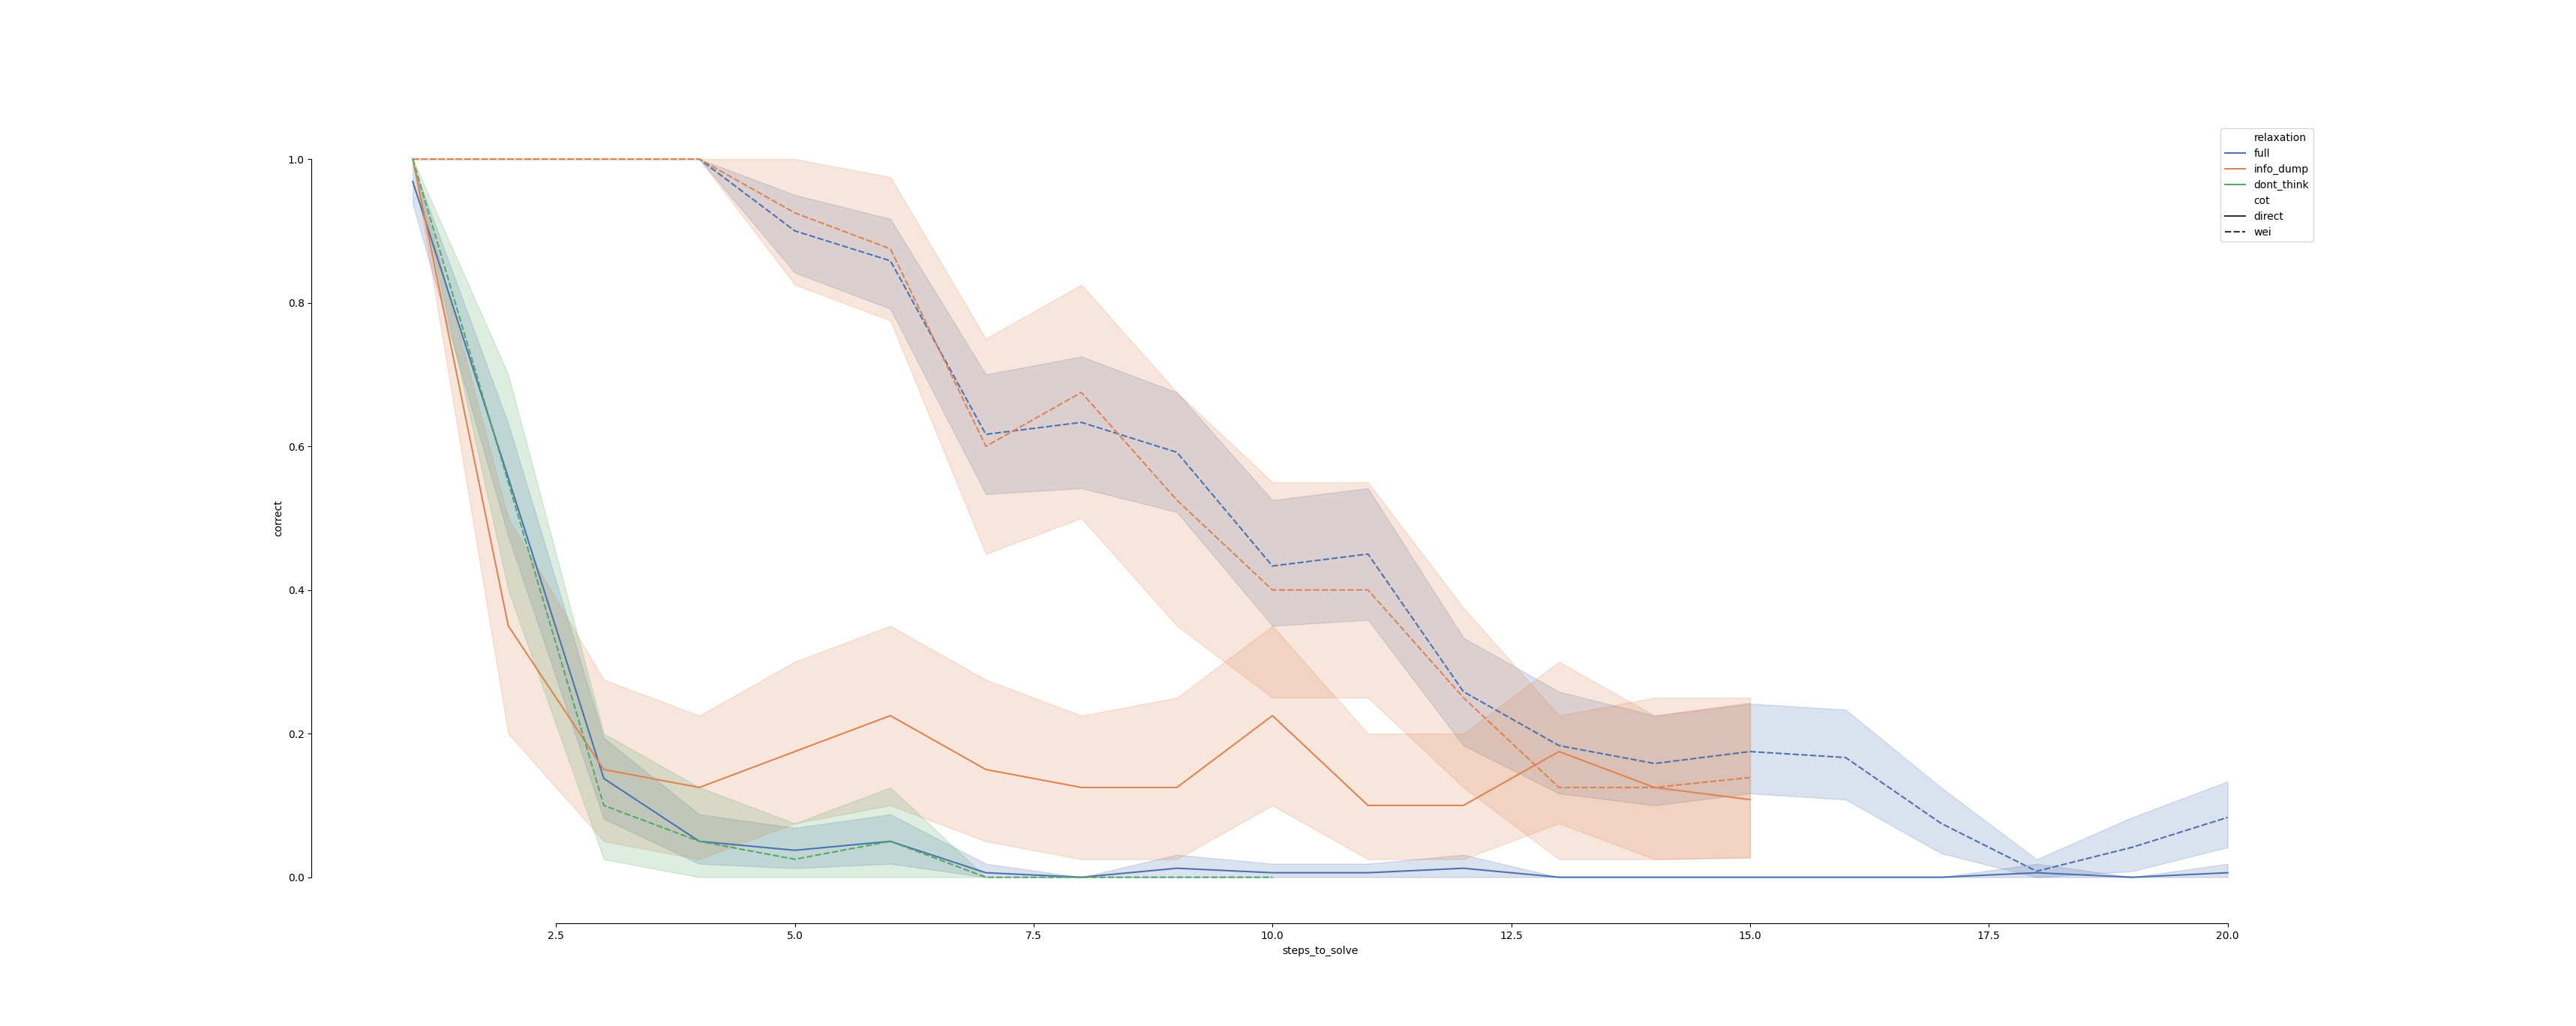 relaxation
full
info_dump
dont_think
cot
direct
wei
1.0
0.8
0.6
0.4
0.2
0.0
correct
2.5 5.0 7.5 10.0 12.5 15.0 17.5 20.0
steps_to_solve